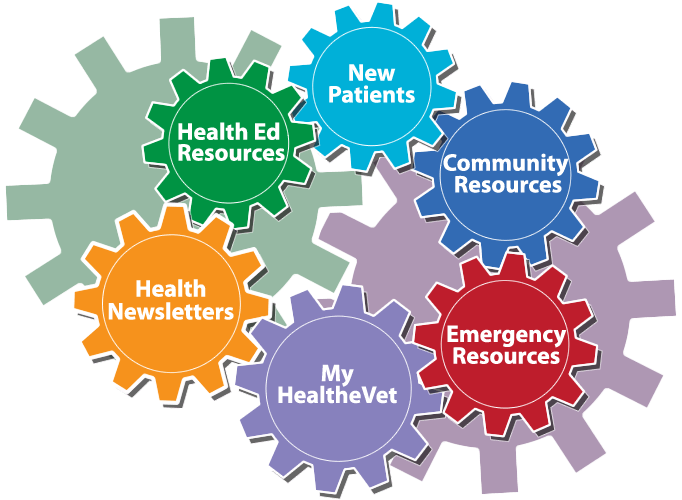 New
Patients
Health Ed
Resources
Community
Resources
Health
Newsletters
Emergency
Resources
My
HealtheVet